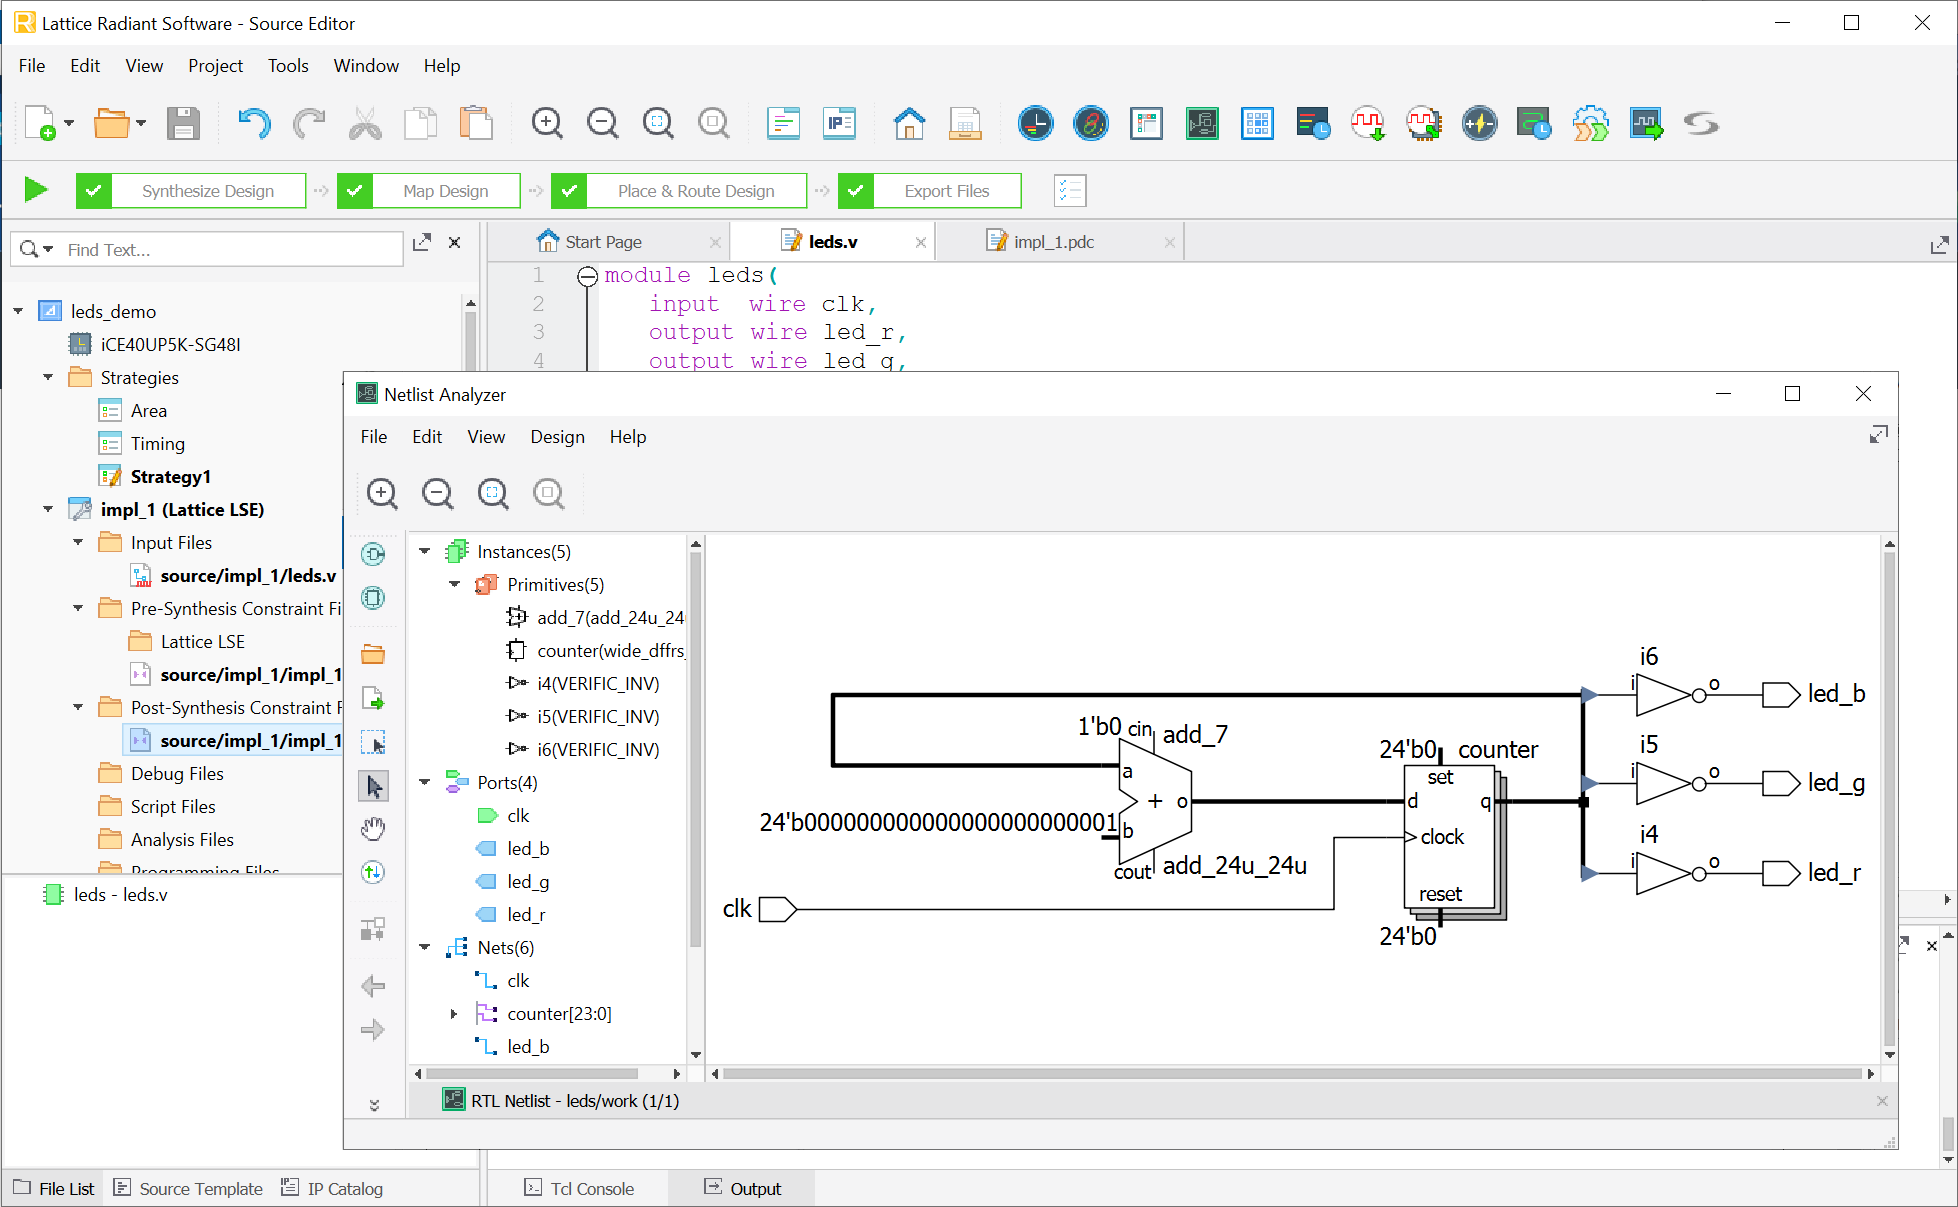 Lattice Radiant Software - Source Editor
File Edit View Project Tools Window Help
IP
Synthesize Design Map Design Place & Route Design Export Files
Find Text...
Start Page leds.v impl_1.pdc
leds_demo
iCE40UP5K-SG48I
Strategies
Area
Timing
Strategy1
impl_1 (Lattice LSE)
Input Files
source/impl_1/leds.v
Pre-Synthesis Constraint Fi
Lattice LSE
source/impl_1/impl_1
Post-Synthesis Constraint F
source/impl_1/impl_1
Debug Files
Script Files
Analysis Files
Programming Files
leds - leds.v
File List Source Template IP Catalog
1 module leds(
2 input wire clk,
3 output wire led_r,
4 output wire led_g,
Netlist Analyzer
File Edit View Design Help
Instances(5)
Primitives(5)
add_7(add_24u_24
counter(wide_dffrs_
i4(VERIFIC_INV)
i5(VERIFIC_INV)
i6(VERIFIC_INV)
Ports(4)
clk
led_b
led_g
led_r
Nets(6)
clk
counter[23:0]
led_b
i6
i o led_b
1'b0 cin add_7
a
+ o
24'b000000000000000000000001 b
cout add_24u_24u
24'b0 counter
set
d q
clock
reset
24'b0
clk
i5
i o led_g
i4
i o led_r
RTL Netlist - leds/work (1/1)
Tcl Console Output